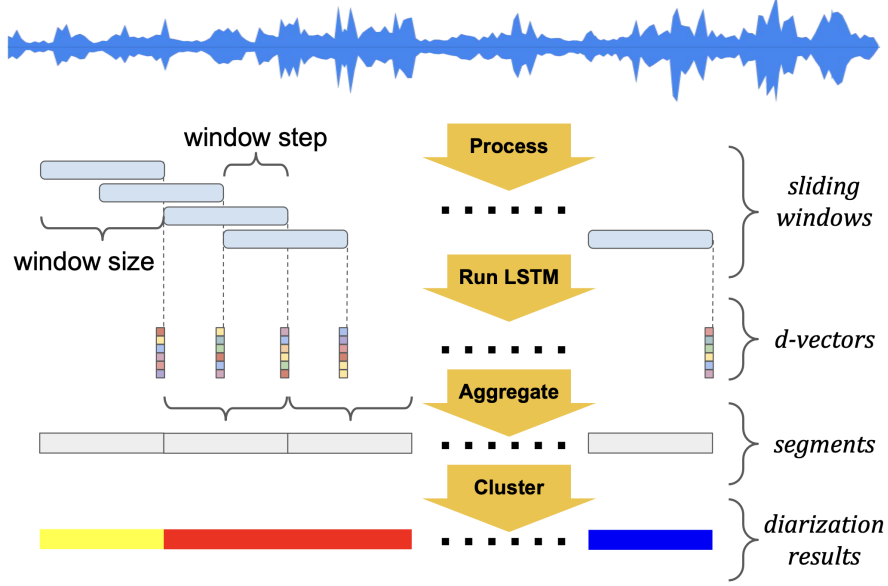 window step
Process
sliding
windows
window size
Run LSTM
d-vectors
Aggregate
segments
Cluster
diarization
results